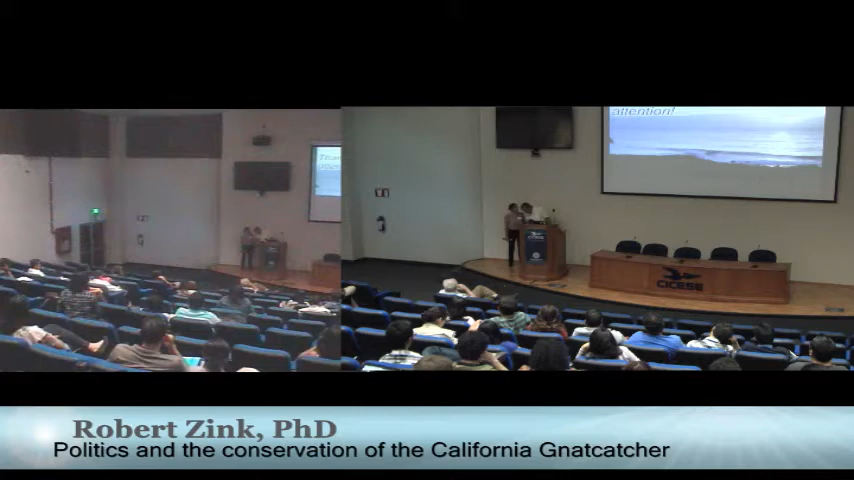 attention!
CICESE
Robert Zink, PhD
Politics and the conservation of the California Gnatcatcher